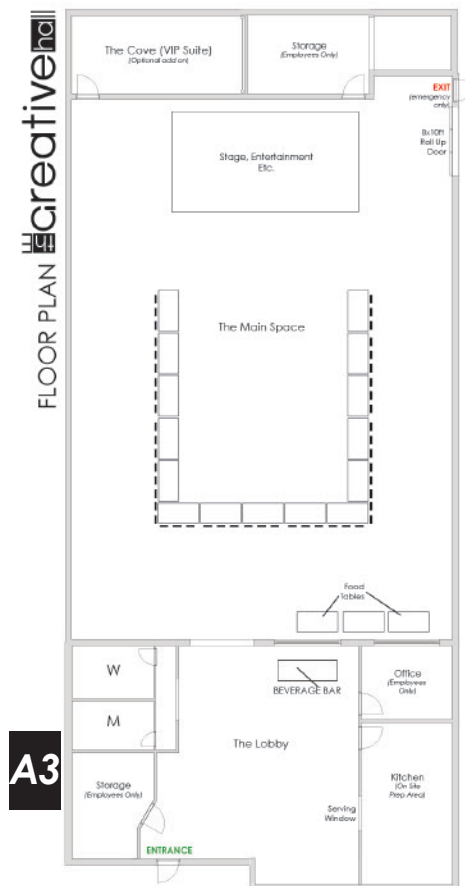 FLOOR PLAN
creative hall
The Cove (VIP Suite)
(Optional add on)
Storage
(Employees Only)
EXIT
(emergency
only)
8x10ft
Roll Up
Door
Stage, Entertainment
Etc.
The Main Space
Food
Tables
W
M
BEVERAGE BAR
Office
(Employees
Only)
The Lobby
A3
Storage
(Employees Only)
Kitchen
(On Site
Prep Area)
Serving
Window
ENTRANCE